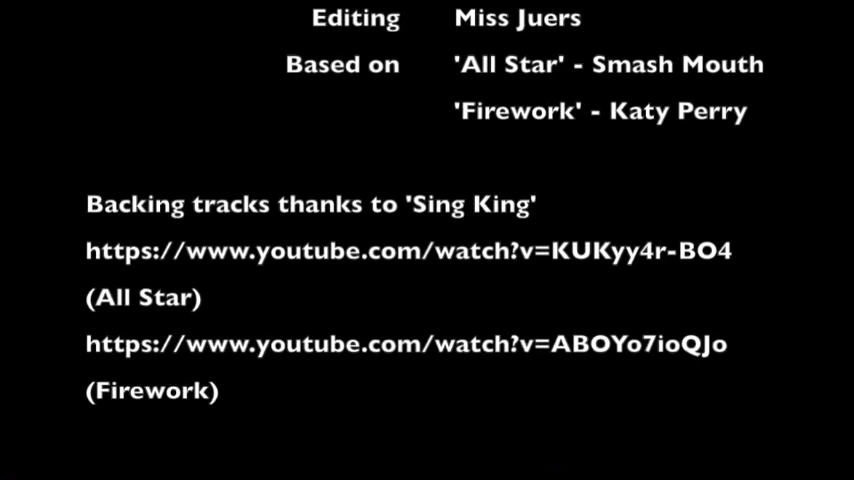 Editing Miss Juers
Based on 'All Star' - Smash Mouth
'Firework' - Katy Perry
Backing tracks thanks to 'Sing King'
https://www.youtube.com/watch?v=KUKyy4r-BO4
(All Star)
https://www.youtube.com/watch?v=ABOYo7ioQJo
(Firework)